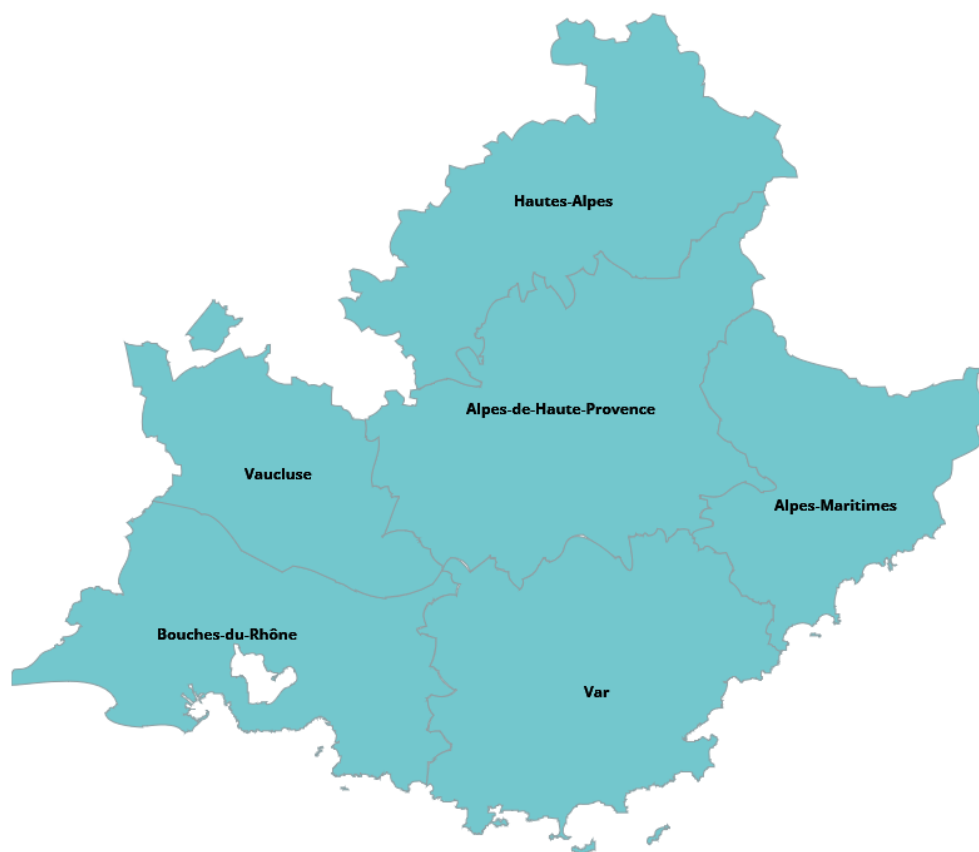 Hautes-Alpes
Alpes-de-Haute-Provence
Vaucluse
Alpes-Maritimes
Bouches-du-Rhône
Var